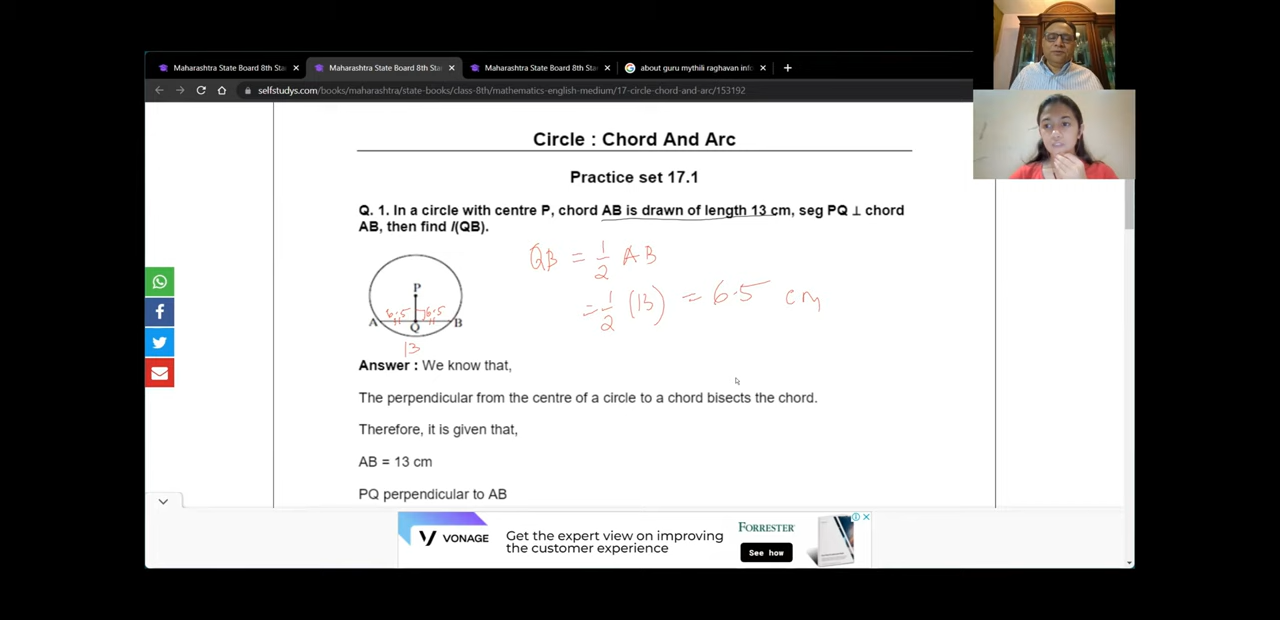 Maharashtra State Board 8th Sta
Maharashtra State Board 8th Sta
Maharashtra State Board 8th Sta
about guru mythili raghavan info
selfstudys.com/books/maharashtra/state-books/class-8th/mathematics-english-medium/17-circle-chord-and-arc/153192
Circle : Chord And Arc
Practice set 17.1
Q. 1. In a circle with centre P, chord AB is drawn of length 13 cm, seg PQ ⊥ chord
AB, then find l(QB).
QB = 1/2 AB
= 1/2 (13) = 6.5 cm
P
6.5 6.5
A Q B
13
Answer : We know that,
The perpendicular from the centre of a circle to a chord bisects the chord.
Therefore, it is given that,
AB = 13 cm
PQ perpendicular to AB
VONAGE
Get the expert view on improving
the customer experience
FORRESTER
See how